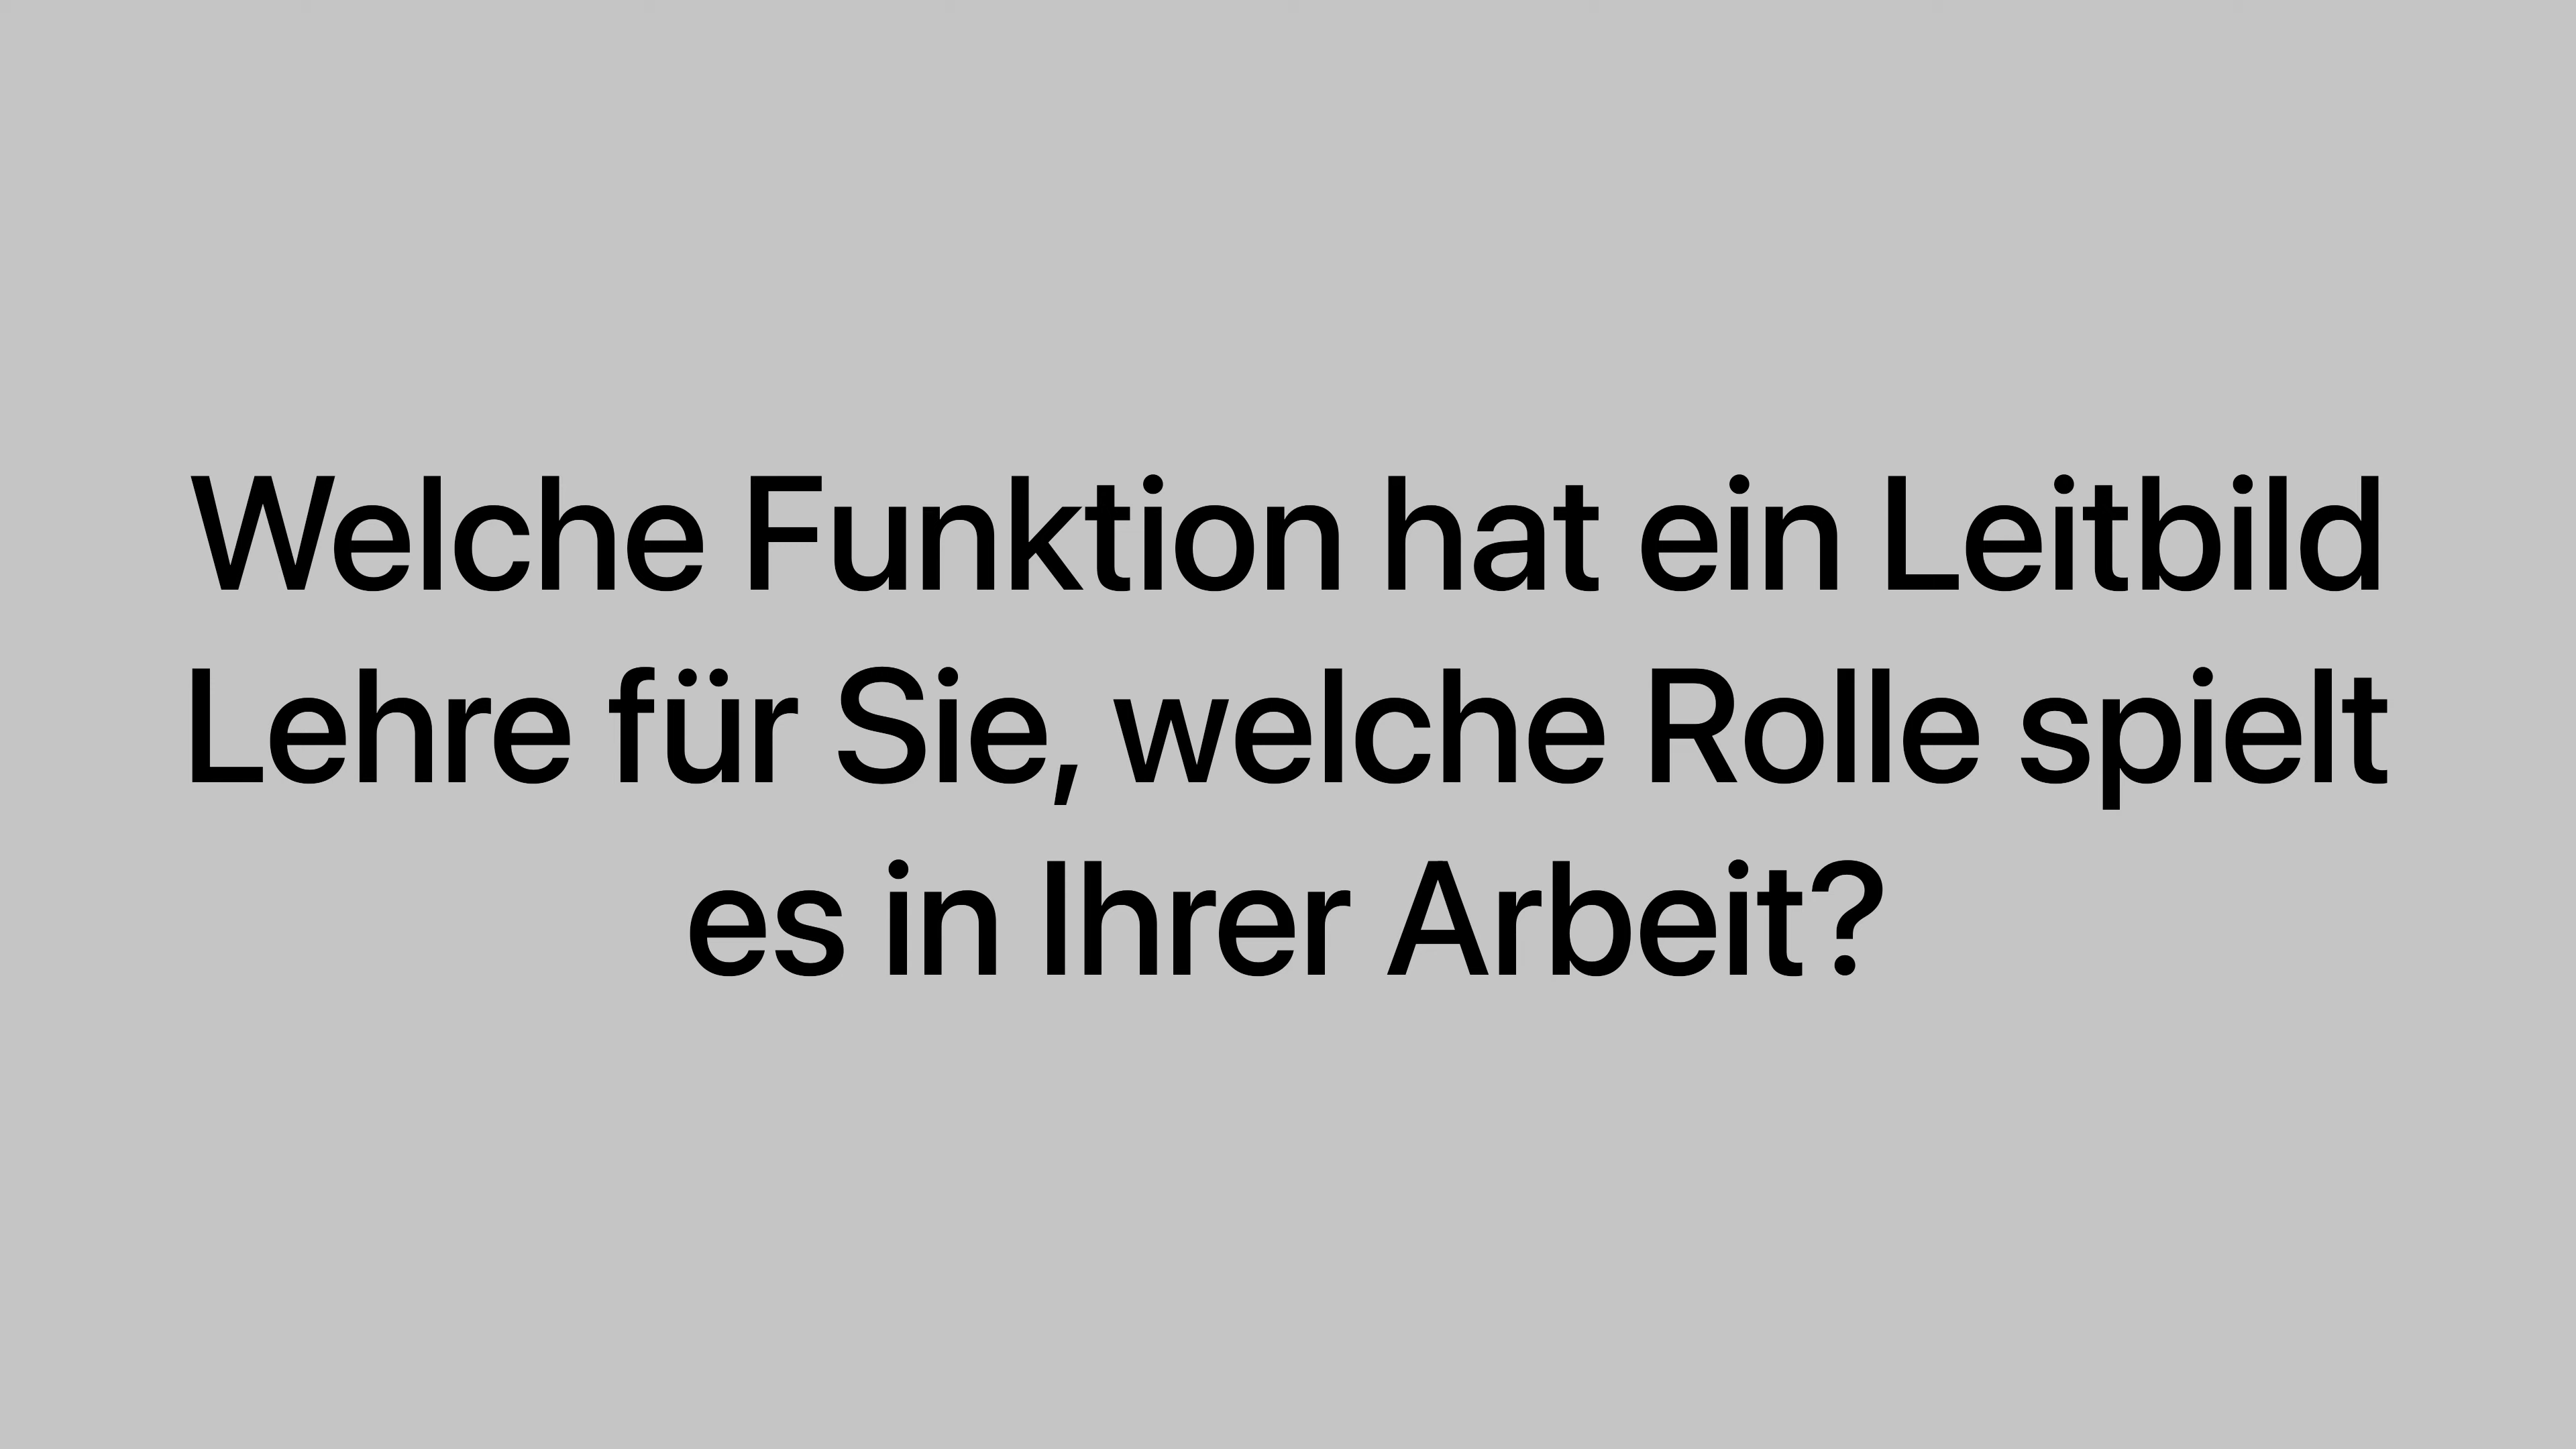 Welche Funktion hat ein Leitbild
Lehre für Sie, welche Rolle spielt
es in Ihrer Arbeit?